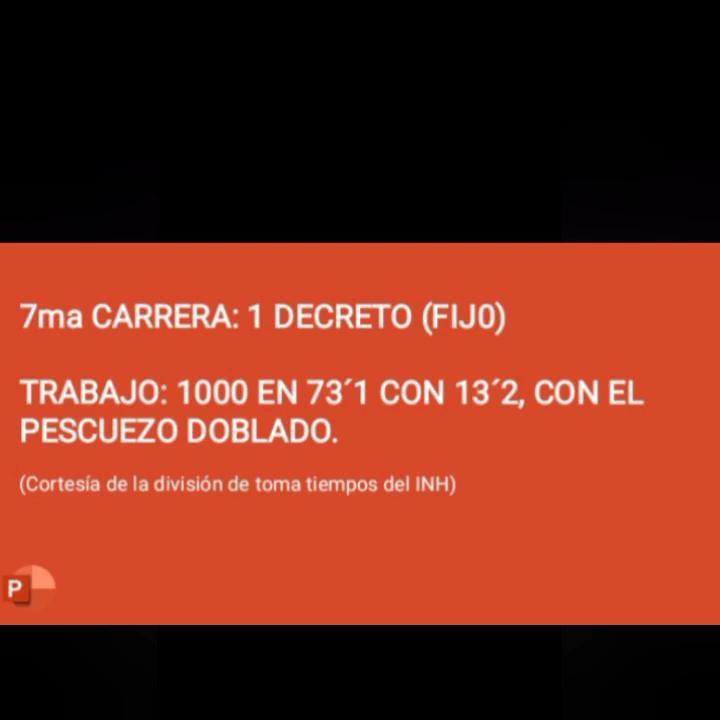 7ma CARRERA: 1 DECRETO (FIJ0)
TRABAJO: 1000 EN 73´1 CON 13´2, CON EL
PESCUEZO DOBLADO.
(Cortesía de la división de toma tiempos del INH)
P